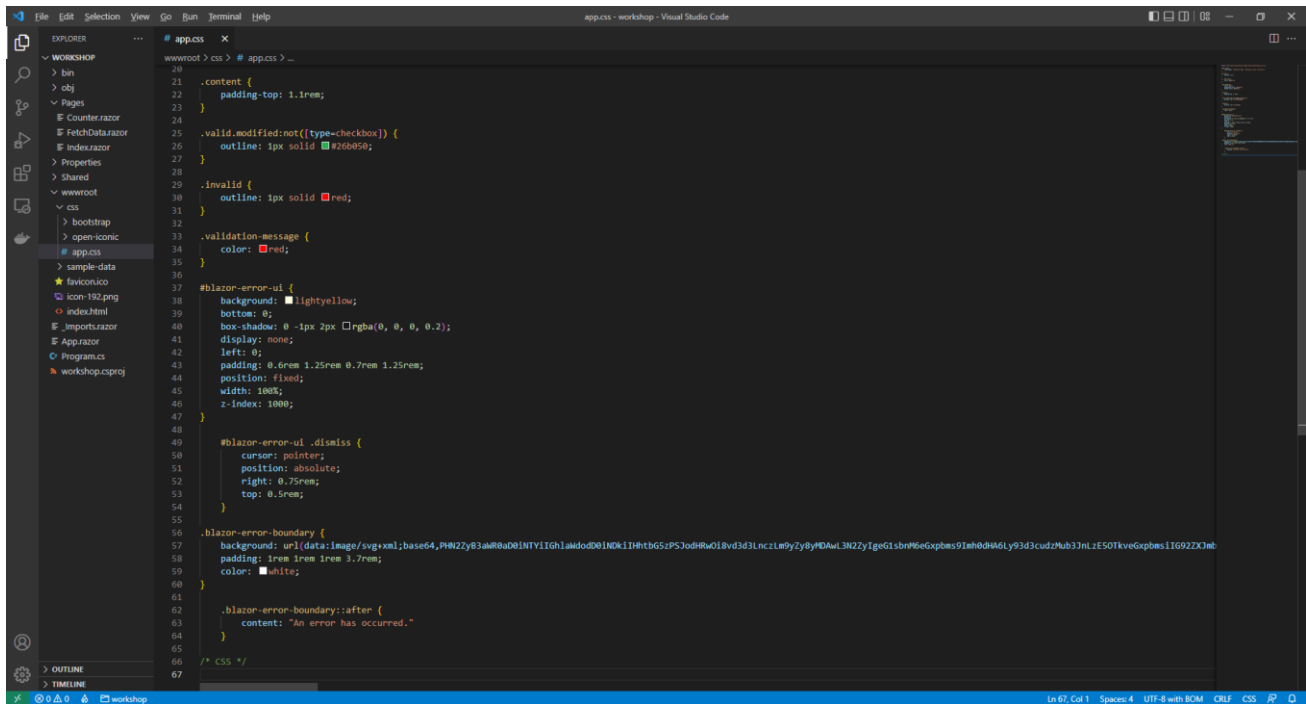 File Edit Selection View Go Run Terminal Help
app.css - workshop - Visual Studio Code
EXPLORER
WORKSHOP
bin
obj
Pages
Counter.razor
FetchData.razor
Index.razor
Properties
Shared
wwwroot
css
bootstrap
open-iconic
app.css
sample-data
favicon.ico
icon-192.png
index.html
_Imports.razor
App.razor
Program.cs
workshop.csproj
OUTLINE
TIMELINE
# app.css
wwwroot > css > # app.css > ...
20
21 .content {
22 padding-top: 1.1rem;
23 }
24
25 .valid.modified:not([type=checkbox]) {
26 outline: 1px solid #26b050;
27 }
28
29 .invalid {
30 outline: 1px solid red;
31 }
32
33 .validation-message {
34 color: red;
35 }
36
37 #blazor-error-ui {
38 background: lightyellow;
39 bottom: 0;
40 box-shadow: 0 -1px 2px rgba(0, 0, 0, 0.2);
41 display: none;
42 left: 0;
43 padding: 0.6rem 1.25rem 0.7rem 1.25rem;
44 position: fixed;
45 width: 100%;
46 z-index: 1000;
47 }
48
49 #blazor-error-ui .dismiss {
50 cursor: pointer;
51 position: absolute;
52 right: 0.75rem;
53 top: 0.5rem;
54 }
55
56 .blazor-error-boundary {
57 background: url(data:image/svg+xml;base64,
58 padding: 1rem 1rem 1rem 3.7rem;
59 color: white;
60 }
61
62 .blazor-error-boundary::after {
63 content: "An error has occurred."
64 }
65
66 /* CSS */
67
0 0 workshop
Ln 67, Col 1 Spaces: 4 UTF-8 with BOM CRLF CSS